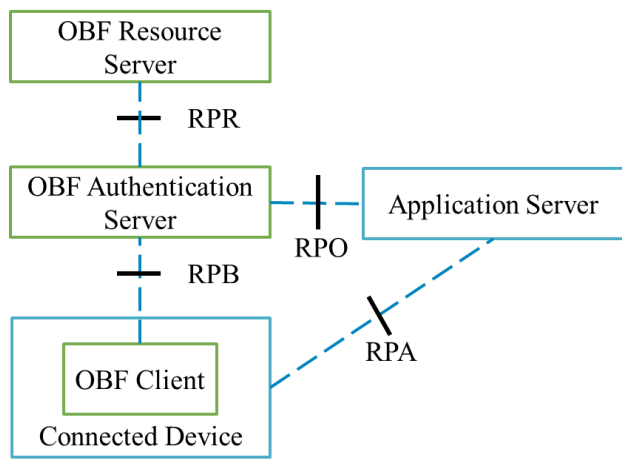 OBF Resource
Server
RPR
OBF Authentication
Server
Application Server
RPO
RPB
RPA
OBF Client
Connected Device